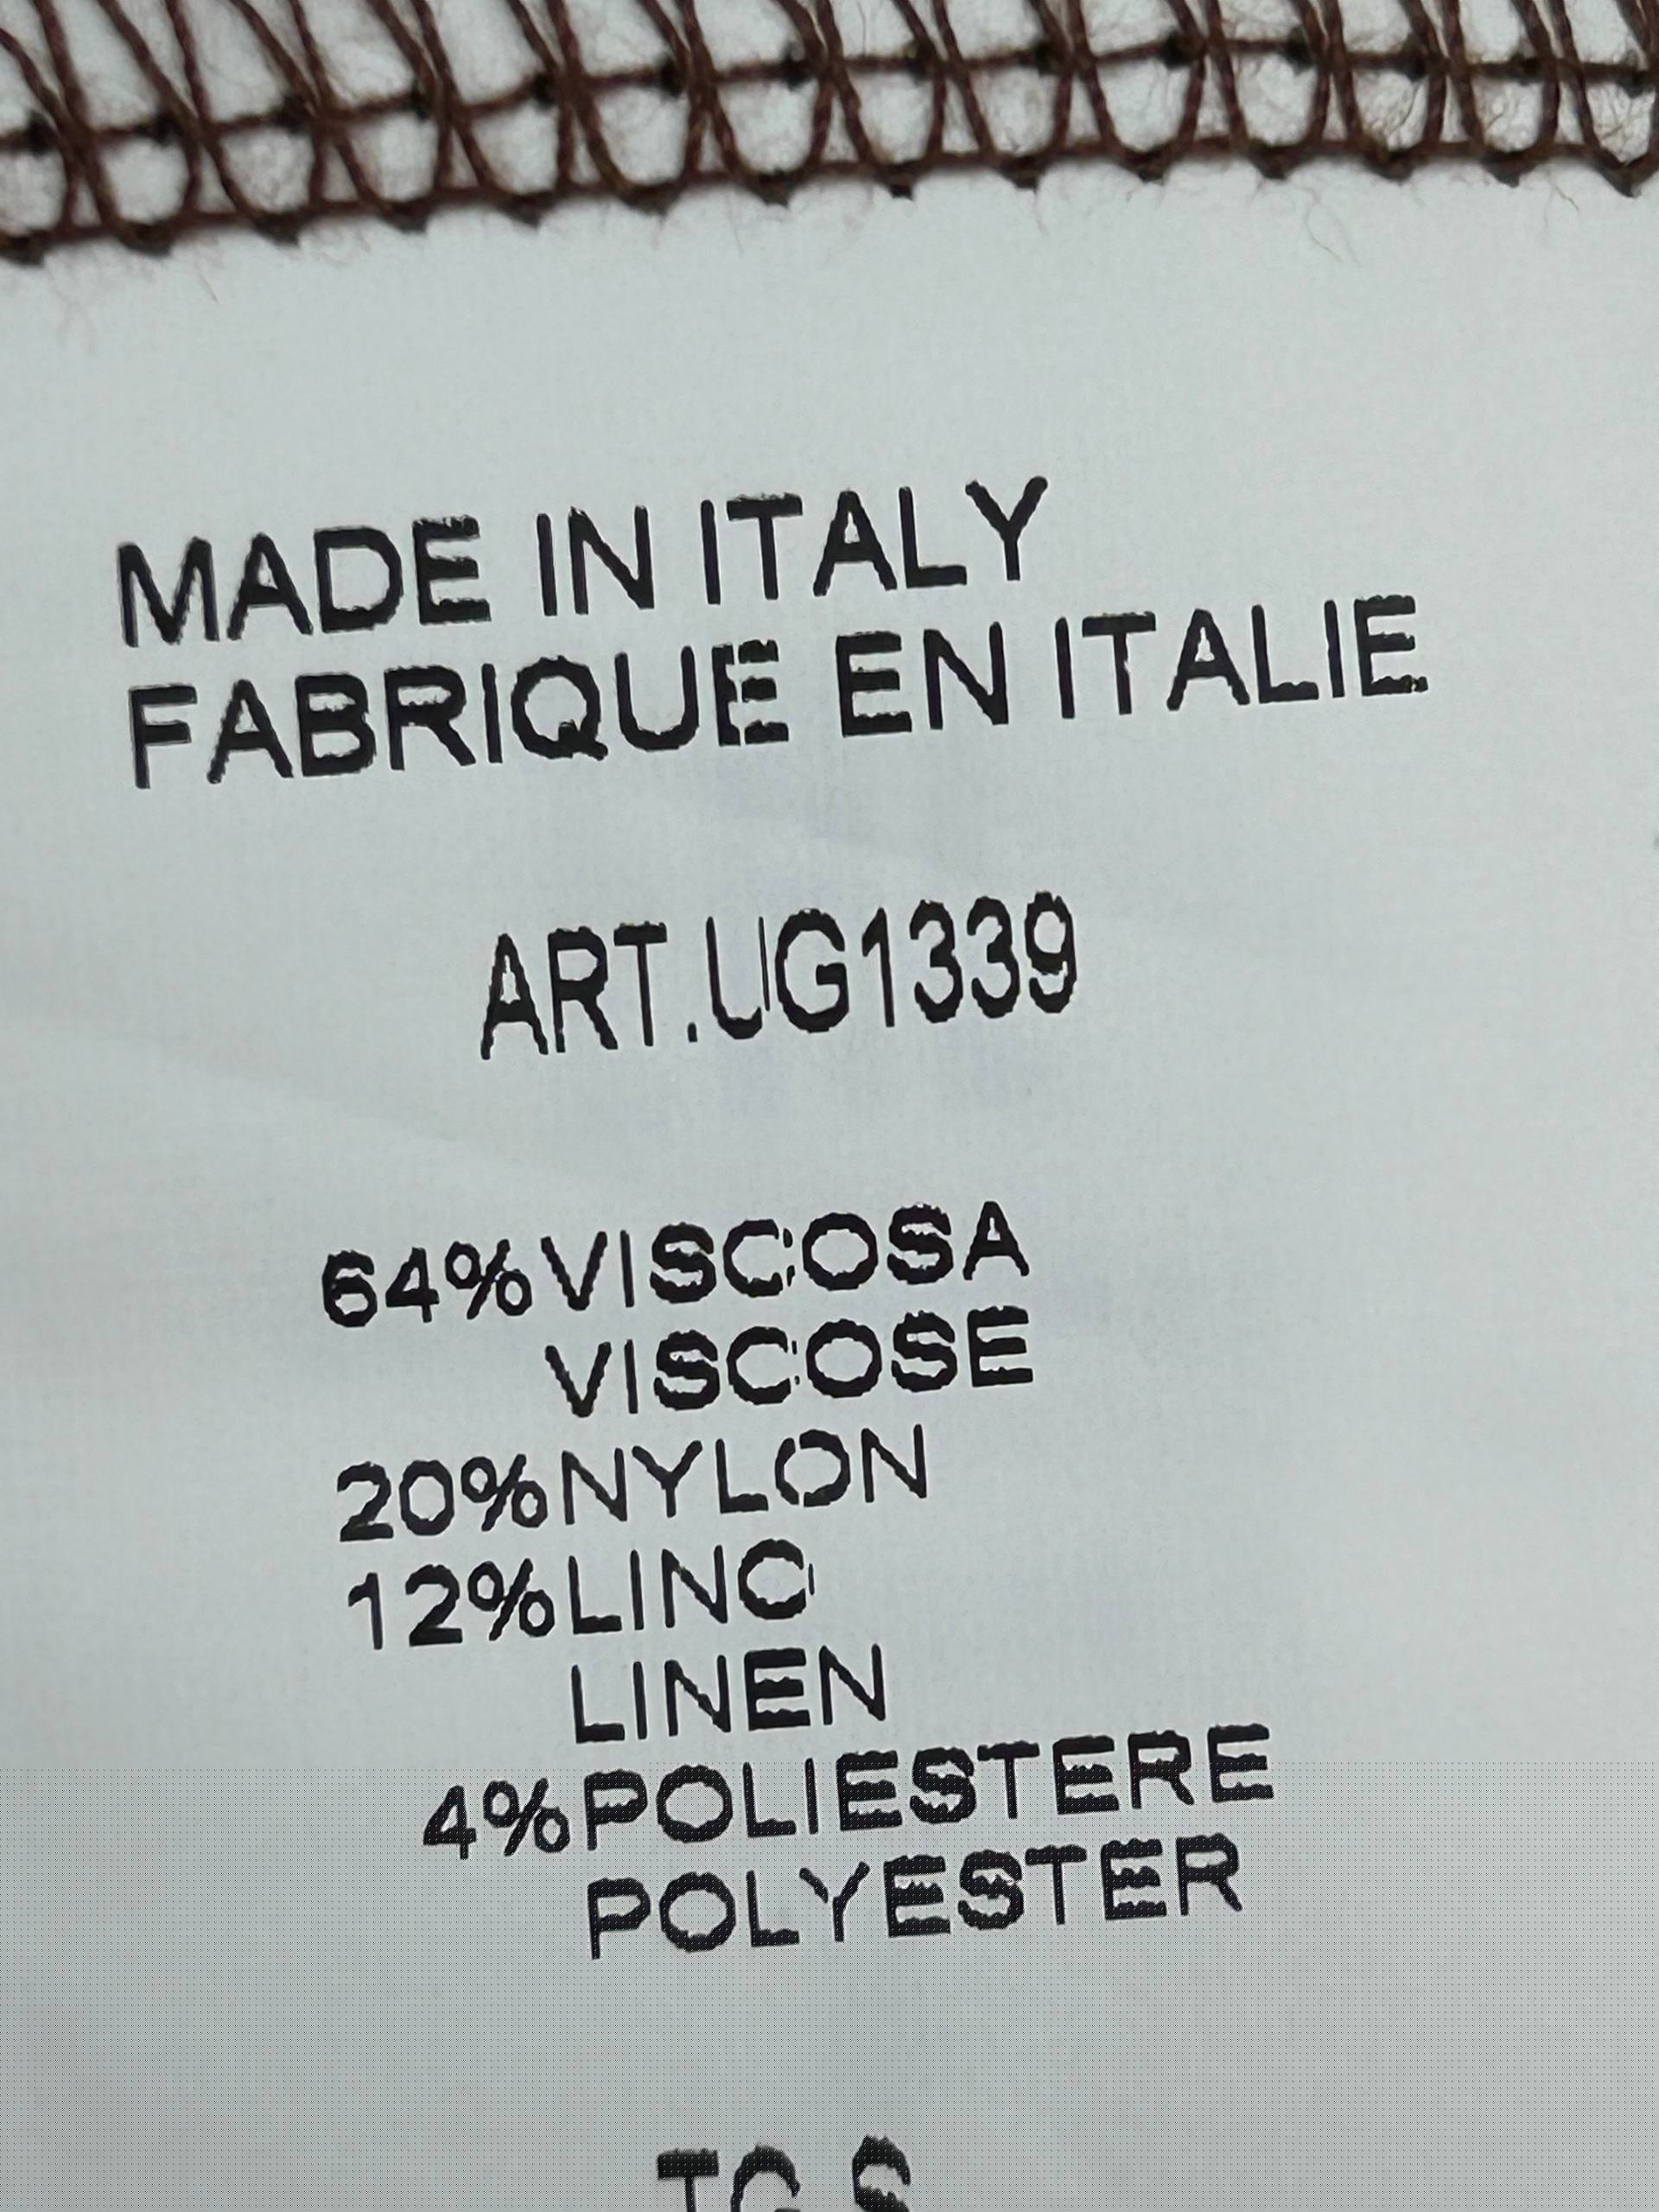 MADE IN ITALY
FABRIQUE EN ITALIE
ART.UG1339
64% VISCOSA
VISCOSE
20% NYLON
12% LINO
LINEN
4% POLIESTERE
POLYESTER
TG S